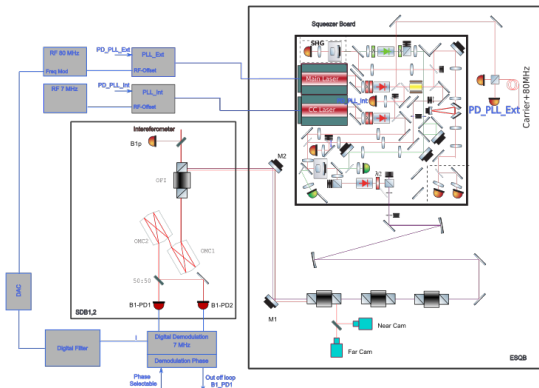 Squeezer Board
RF 80 MHz
Freq Mod
PD_PLL_Ext
PLL_Ext
RF-Offset
RF 7 MHz
PD_PLL_Int
PLL_Int
RF-Offset
SHG
Main Laser
CC Laser
PD_PLL_Int
PD_PLL_Ext
Carrier+80MHz
Intereferometer
B1p
OFI
M2
OMC2
OMC1
50:50
B1-PD1
B1-PD2
SDB1,2
M1
Near Cam
Far Cam
ESQB
DAC
Digital Filter
I
Digital Demodulation
7 MHz
Demodulation Phase
Phase
Selectable
Out off loop
B1_PD1